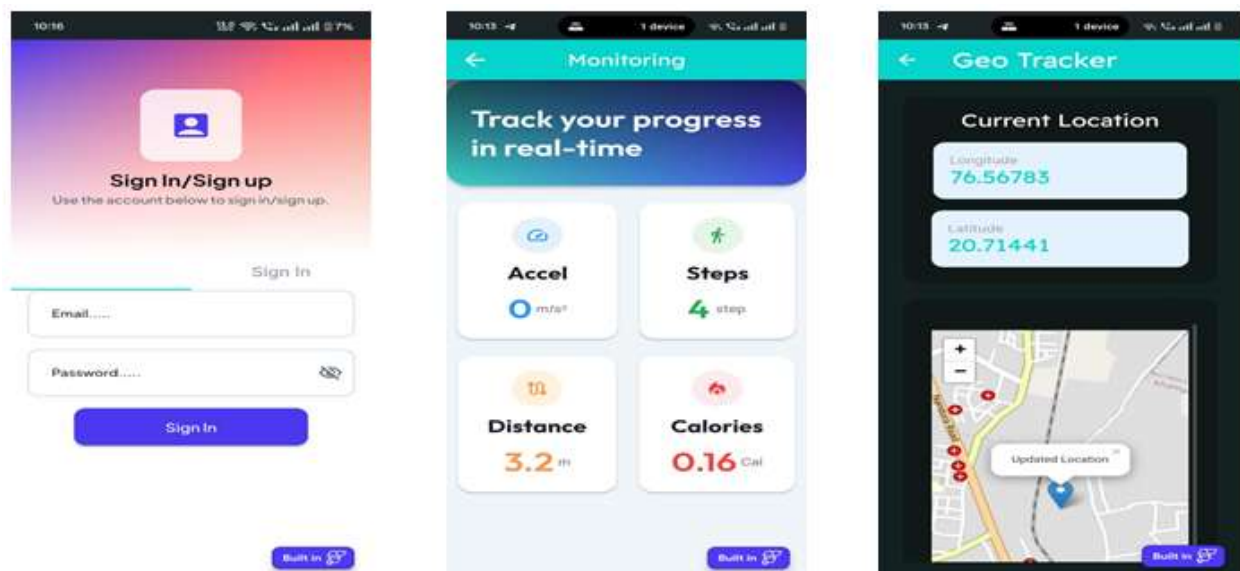 10:16
7%
Sign In/Sign up
Use the account below to sign in/sign up.
Sign In
Email.....
Password.....
Sign In
Built in
10:13
1 device
Monitoring
Track your progress
in real-time
Accel
0 m/s²
Steps
4 step
Distance
3.2 m
Calories
0.16 Cal
Built in
10:13
1 device
Geo Tracker
Current Location
Longitude
76.56783
Latitude
20.71441
+
−
Updated Location
×
Built in